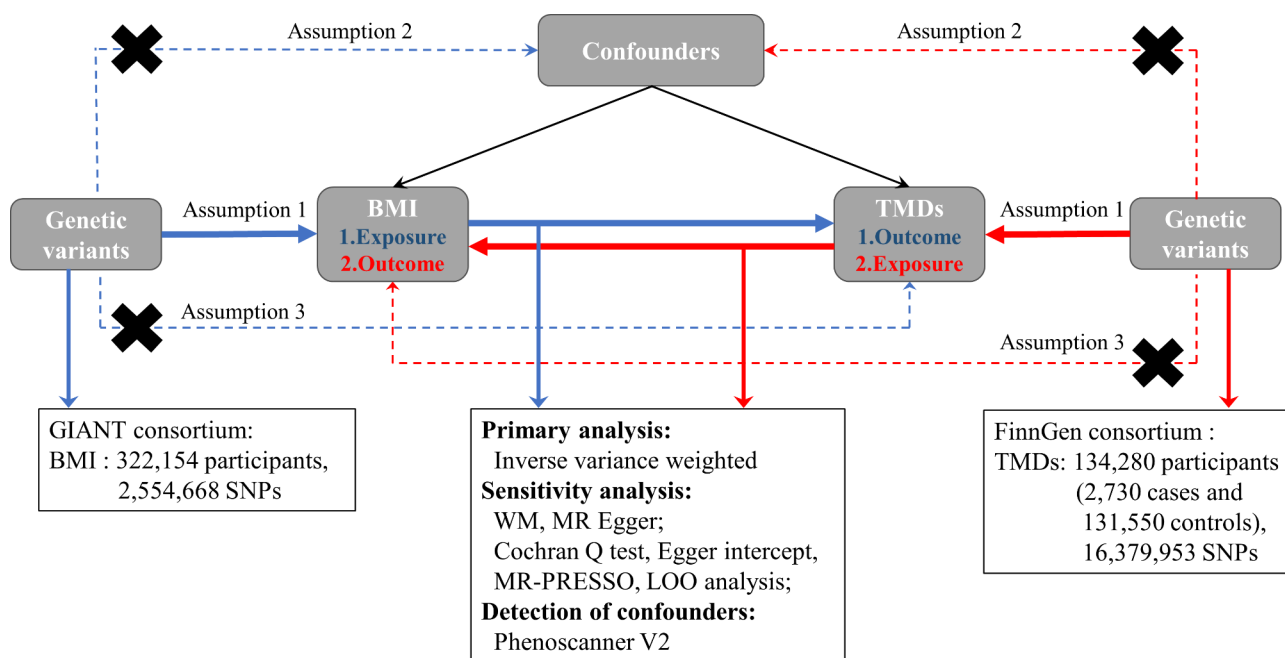 Assumption 2
Confounders
Assumption 2
Genetic
variants
Assumption 1
BMI
1.Exposure
2.Outcome
TMDs
1.Outcome
2.Exposure
Assumption 1
Genetic
variants
Assumption 3
Assumption 3
GIANT consortium:
BMI : 322,154 participants,
2,554,668 SNPs
Primary analysis:
Inverse variance weighted
Sensitivity analysis:
WM, MR Egger;
Cochran Q test, Egger intercept,
MR-PRESSO, LOO analysis;
Detection of confounders:
Phenoscanner V2
FinnGen consortium :
TMDs: 134,280 participants
(2,730 cases and
131,550 controls),
16,379,953 SNPs